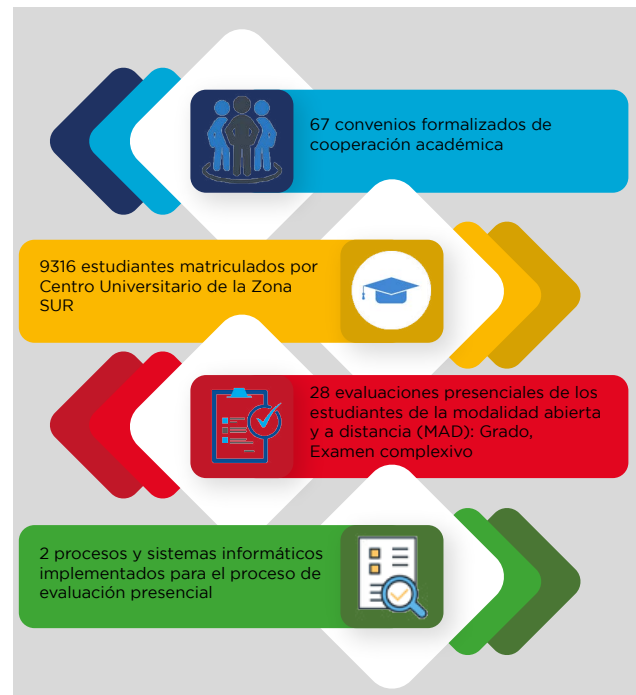 67 convenios formalizados de
cooperación académica
9316 estudiantes matriculados por
Centro Universitario de la Zona
SUR
28 evaluaciones presenciales de los
estudiantes de la modalidad abierta
y a distancia (MAD): Grado,
Examen complexivo
2 procesos y sistemas informáticos
implementados para el proceso de
evaluación presencial